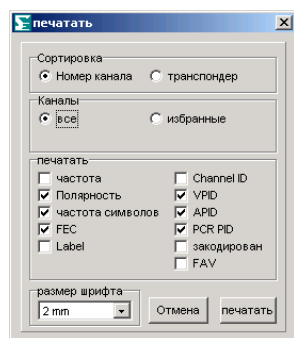 печатать
Сортировка
Номер канала транспондер
Каналы
все избранные
печатать
частота Channel ID
Полярность VPID
частота символов APID
FEC PCR PID
Label закодирован
FAV
размер шрифта
2 mm Отмена печатать